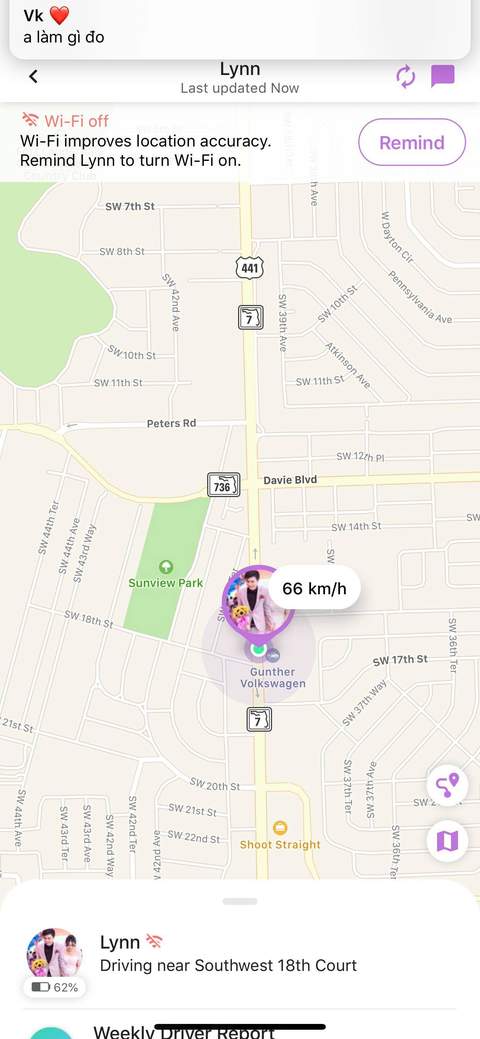 Vk ❤️
a làm gì đo
Lynn
Last updated Now
Wi-Fi off
Wi-Fi improves location accuracy.
Remind Lynn to turn Wi-Fi on.
Remind
Country Club
SW 7th St
SW 8th St
441
7
SW 42nd Ave
SW 39th Ave
W Dayton Cir
Pennsylvania Ave
SW 10th St
SW 10th St
Atkinson Ave
SW 11th St
SW 11th St
Peters Rd
SW 12th Pl
736
Davie Blvd
SW 44th Ter
SW 44th Ave
SW 43rd Way
SW 14th St
SW
Sunview Park
66 km/h
SW 18th St
Gunther
Volkswagen
SW 17th St
SW 36th Ter
7
SW 37th Way
21st St
SW 20th St
SW 37th Ter
SW 37th Ave
SW 21st St
SW 22nd St
SW 44th Ave
SW 43rd Ter
SW 43rd Ave
SW 42nd Way
SW 42nd Ter
SW 36th Ter
Shoot Straight
Lynn
Driving near Southwest 18th Court
62%
Weekly Driver Report